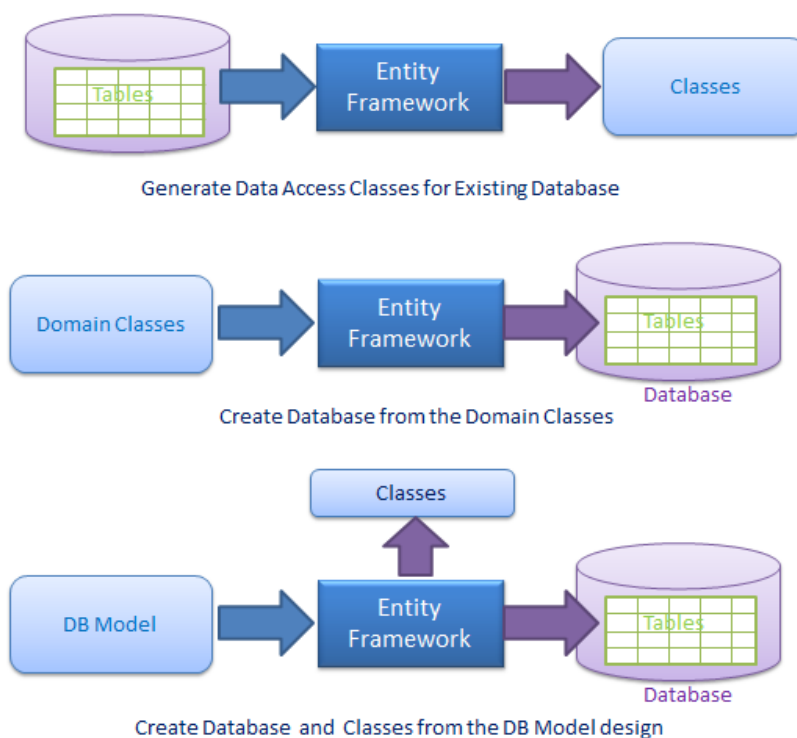 Tables
Entity
Framework
Classes
Generate Data Access Classes for Existing Database
Domain Classes
Entity
Framework
Tables
Database
Create Database from the Domain Classes
Classes
DB Model
Entity
Framework
Tables
Database
Create Database and Classes from the DB Model design